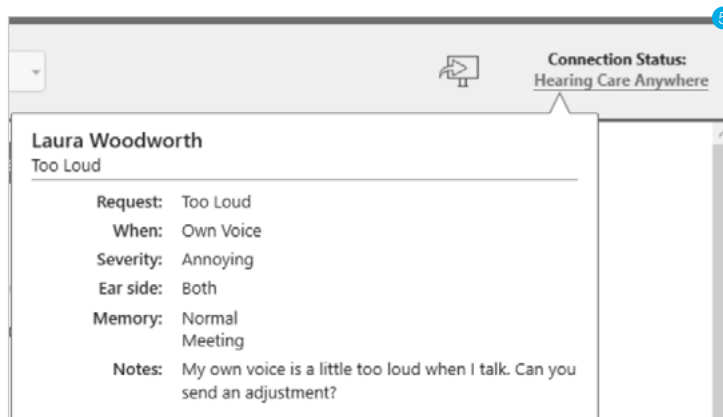 5
Connection Status:
Hearing Care Anywhere
Laura Woodworth
Too Loud
Request: Too Loud
When: Own Voice
Severity: Annoying
Ear side: Both
Memory: Normal
Meeting
Notes: My own voice is a little too loud when I talk. Can you
send an adjustment?